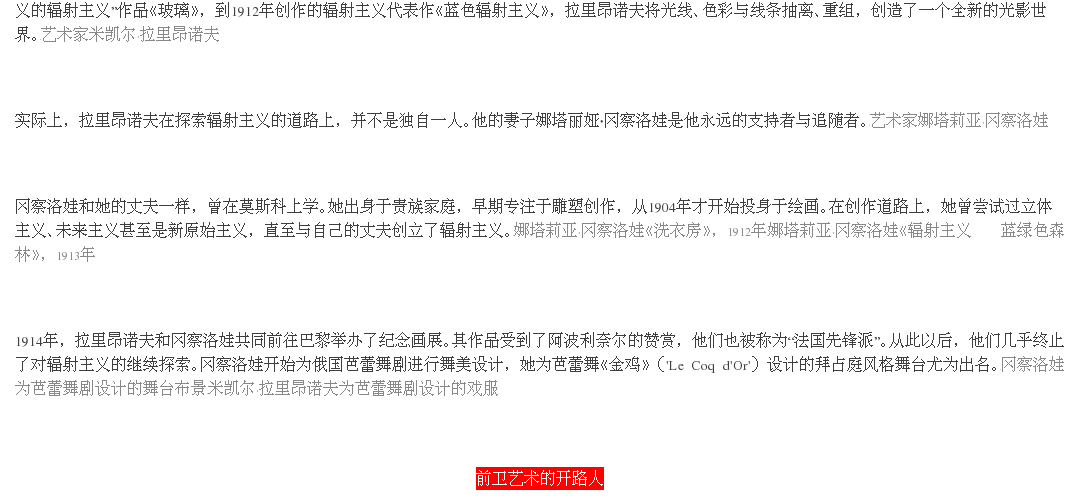 义的辐射主义”作品《玻璃》，到1912年创作的辐射主义代表作《蓝色辐射主义》，拉里昂诺夫将光线、色彩与线条抽离、重组，创造了一个全新的光影世
界。艺术家米凯尔·拉里昂诺夫
实际上，拉里昂诺夫在探索辐射主义的道路上，并不是独自一人。他的妻子娜塔丽娅·冈察洛娃是他永远的支持者与追随者。艺术家娜塔莉亚·冈察洛娃
冈察洛娃和她的丈夫一样，曾在莫斯科上学。她出身于贵族家庭，早期专注于雕塑创作，从1904年才开始投身于绘画。在创作道路上，她曾尝试过立体
主义、未来主义甚至是新原始主义，直至与自己的丈夫创立了辐射主义。娜塔莉亚·冈察洛娃《洗衣房》，1912年娜塔莉亚·冈察洛娃《辐射主义　蓝绿色森
林》，1913年
1914年，拉里昂诺夫和冈察洛娃共同前往巴黎举办了纪念画展。其作品受到了阿波利奈尔的赞赏，他们也被称为“法国先锋派”。从此以后，他们几乎终止
了对辐射主义的继续探索。冈察洛娃开始为俄国芭蕾舞剧进行舞美设计，她为芭蕾舞《金鸡》（'Le Coq d'Or'）设计的拜占庭风格舞台尤为出名。冈察洛娃
为芭蕾舞剧设计的舞台布景米凯尔·拉里昂诺夫为芭蕾舞剧设计的戏服
前卫艺术的开路人